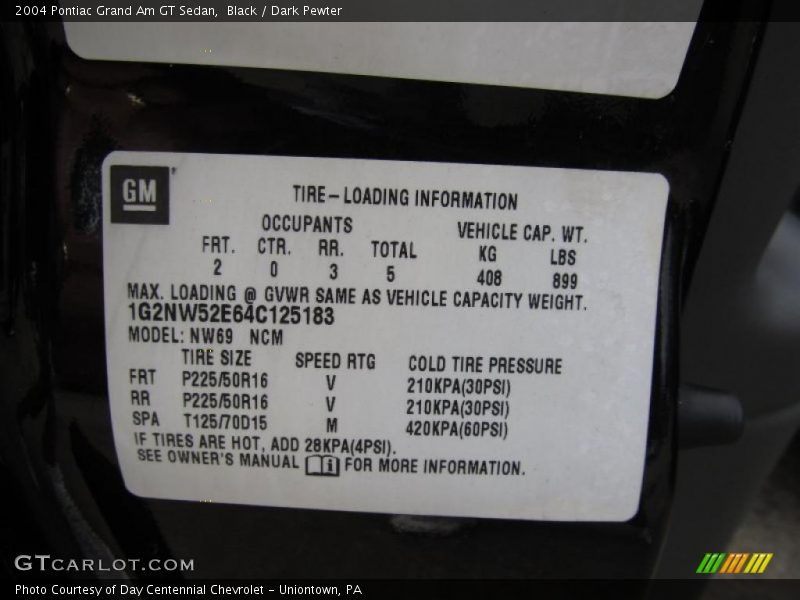 2004 Pontiac Grand Am GT Sedan,  Black / Dark Pewter
GM
TIRE-LOADING INFORMATION
OCCUPANTS VEHICLE CAP. WT.
FRT. CTR. RR. TOTAL KG LBS
2 0 3 5 408 899
MAX. LOADING @ GVWR SAME AS VEHICLE CAPACITY WEIGHT.
1G2NW52E64C125183
MODEL: NW69 NCM
TIRE SIZE SPEED RTG COLD TIRE PRESSURE
FRT P225/50R16 V 210KPA(30PSI)
RR P225/50R16 V 210KPA(30PSI)
SPA T125/70D15 M 420KPA(60PSI)
IF TIRES ARE HOT, ADD 28KPA(4PSI).
SEE OWNER'S MANUAL i FOR MORE INFORMATION.
GTCARLOT.COM
Photo Courtesy of Day Centennial Chevrolet - Uniontown, PA